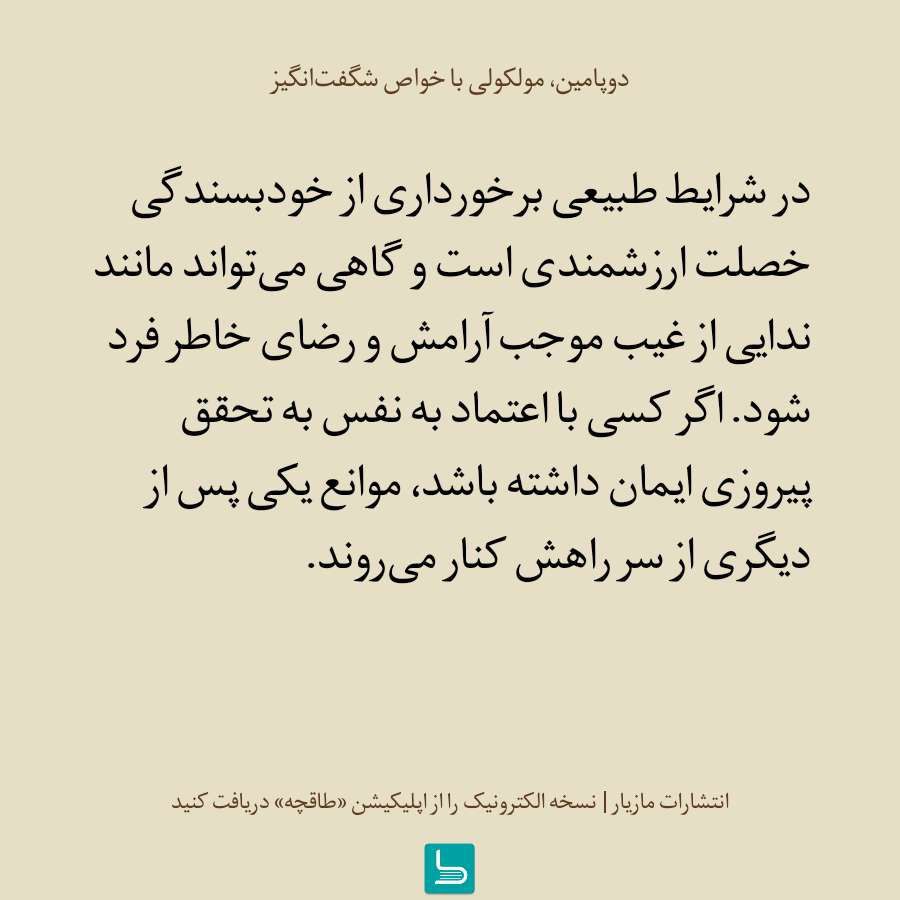 دوپامین، مولکولی با خواص شگفت‌انگیز
در شرایط طبیعی برخورداری از خودبسندگی
خصلت ارزشمندی است و گاهی می‌تواند مانند
ندایی از غیب موجب آرامش و رضای خاطر فرد
شود. اگر کسی با اعتماد به نفس به تحقق
پیروزی ایمان داشته باشد، موانع یکی پس از
دیگری از سر راهش کنار می‌روند.
انتشارات مازیار | نسخه الکترونیک را از اپلیکیشن «طاقچه» دریافت کنید